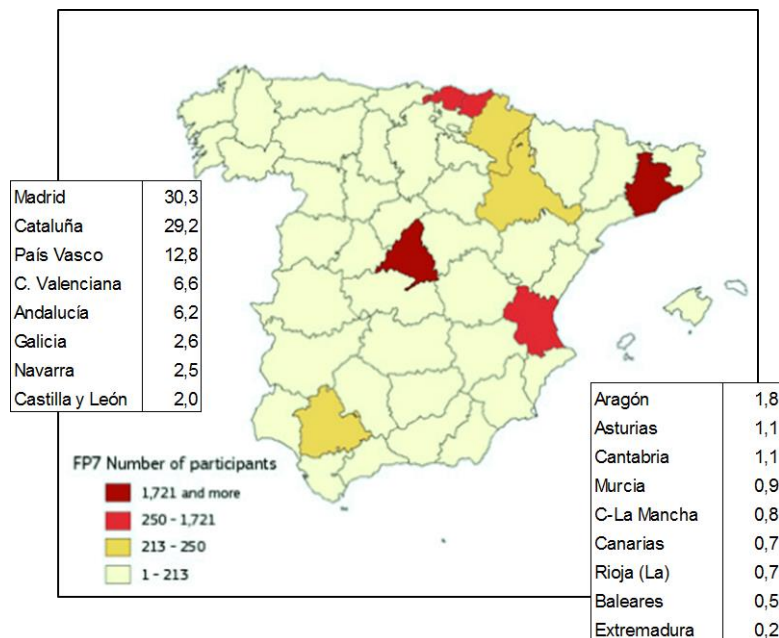 Madrid 30,3
Cataluña 29,2
País Vasco 12,8
C. Valenciana 6,6
Andalucía 6,2
Galicia 2,6
Navarra 2,5
Castilla y León 2,0
FP7 Number of participants
1,721 and more
250 - 1,721
213 - 250
1 - 213
Aragón 1,8
Asturias 1,1
Cantabria 1,1
Murcia 0,9
C-La Mancha 0,8
Canarias 0,7
Rioja (La) 0,7
Baleares 0,5
Extremadura 0,2